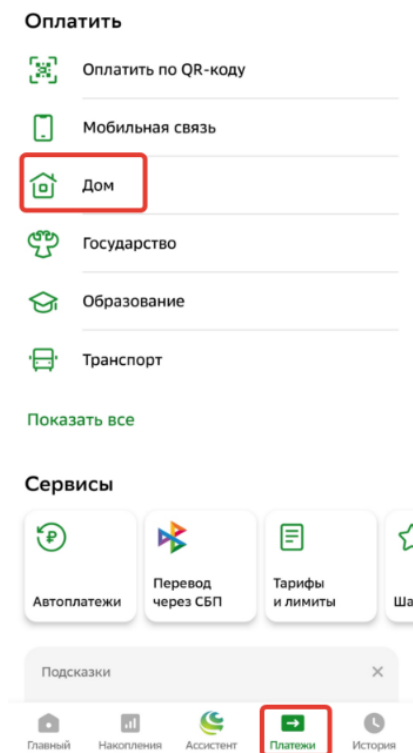 Оплатить
Оплатить по QR-коду
Мобильная связь
Дом
Государство
Образование
Транспорт
Показать все
Сервисы
Автоплатежи
Перевод
через СБП
Тарифы
и лимиты
Ша
Подсказки
Главный
Накопления
Ассистент
Платежи
История